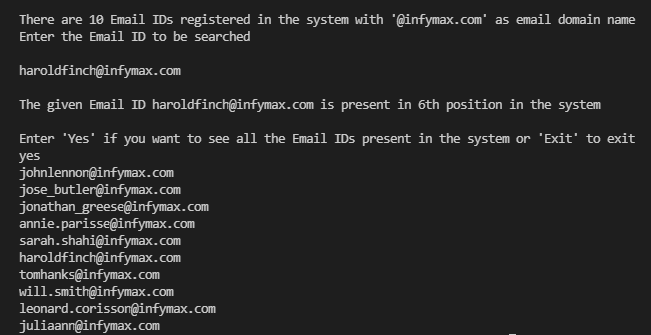 There are 10 Email IDs registered in the system with '@infymax.com' as email domain name
Enter the Email ID to be searched
haroldfinch@infymax.com
The given Email ID haroldfinch@infymax.com is present in 6th position in the system
Enter 'Yes' if you want to see all the Email IDs present in the system or 'Exit' to exit
yes
johnlennon@infymax.com
jose_butler@infymax.com
jonathan_greese@infymax.com
annie.parisse@infymax.com
sarah.shahi@infymax.com
haroldfinch@infymax.com
tomhanks@infymax.com
will.smith@infymax.com
leonard.corisson@infymax.com
juliaann@infymax.com